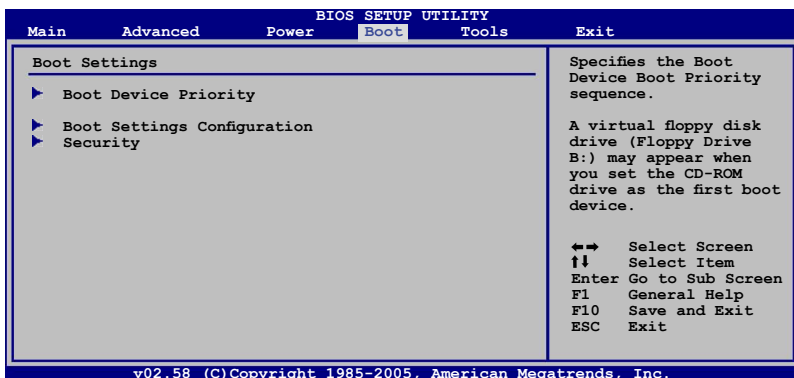 BIOS SETUP UTILITY
Main Advanced Power Boot Tools Exit
Boot Settings
Boot Device Priority
Boot Settings Configuration
Security
Specifies the Boot
Device Boot Priority
sequence.
A virtual floppy disk
drive (Floppy Drive
B:) may appear when
you set the CD-ROM
drive as the first boot
device.
←→ Select Screen
↑↓ Select Item
Enter Go to Sub Screen
F1 General Help
F10 Save and Exit
ESC Exit
v02.58 (C)Copyright 1985-2005, American Megatrends, Inc.